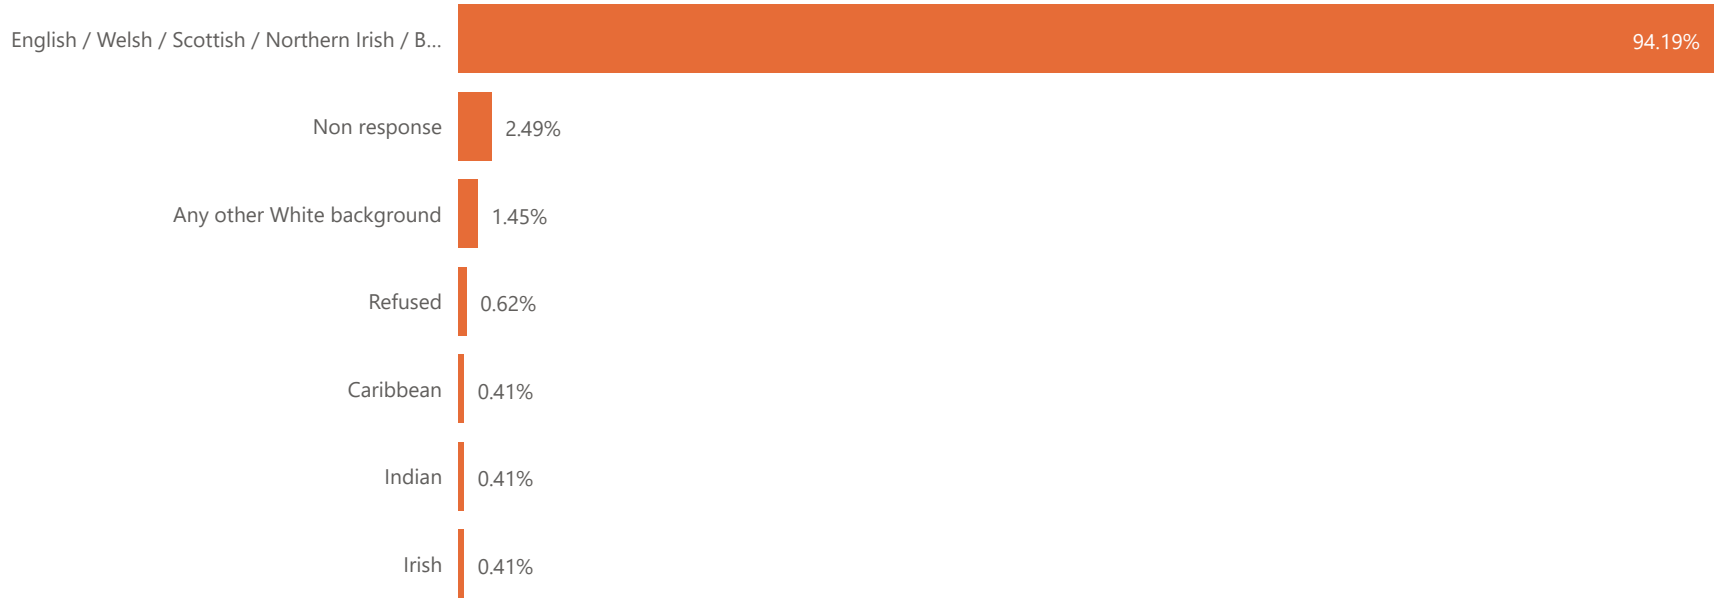 English / Welsh / Scottish / Northern Irish / B... 94.19%
Non response 2.49%
Any other White background 1.45%
Refused 0.62%
Caribbean 0.41%
Indian 0.41%
Irish 0.41%